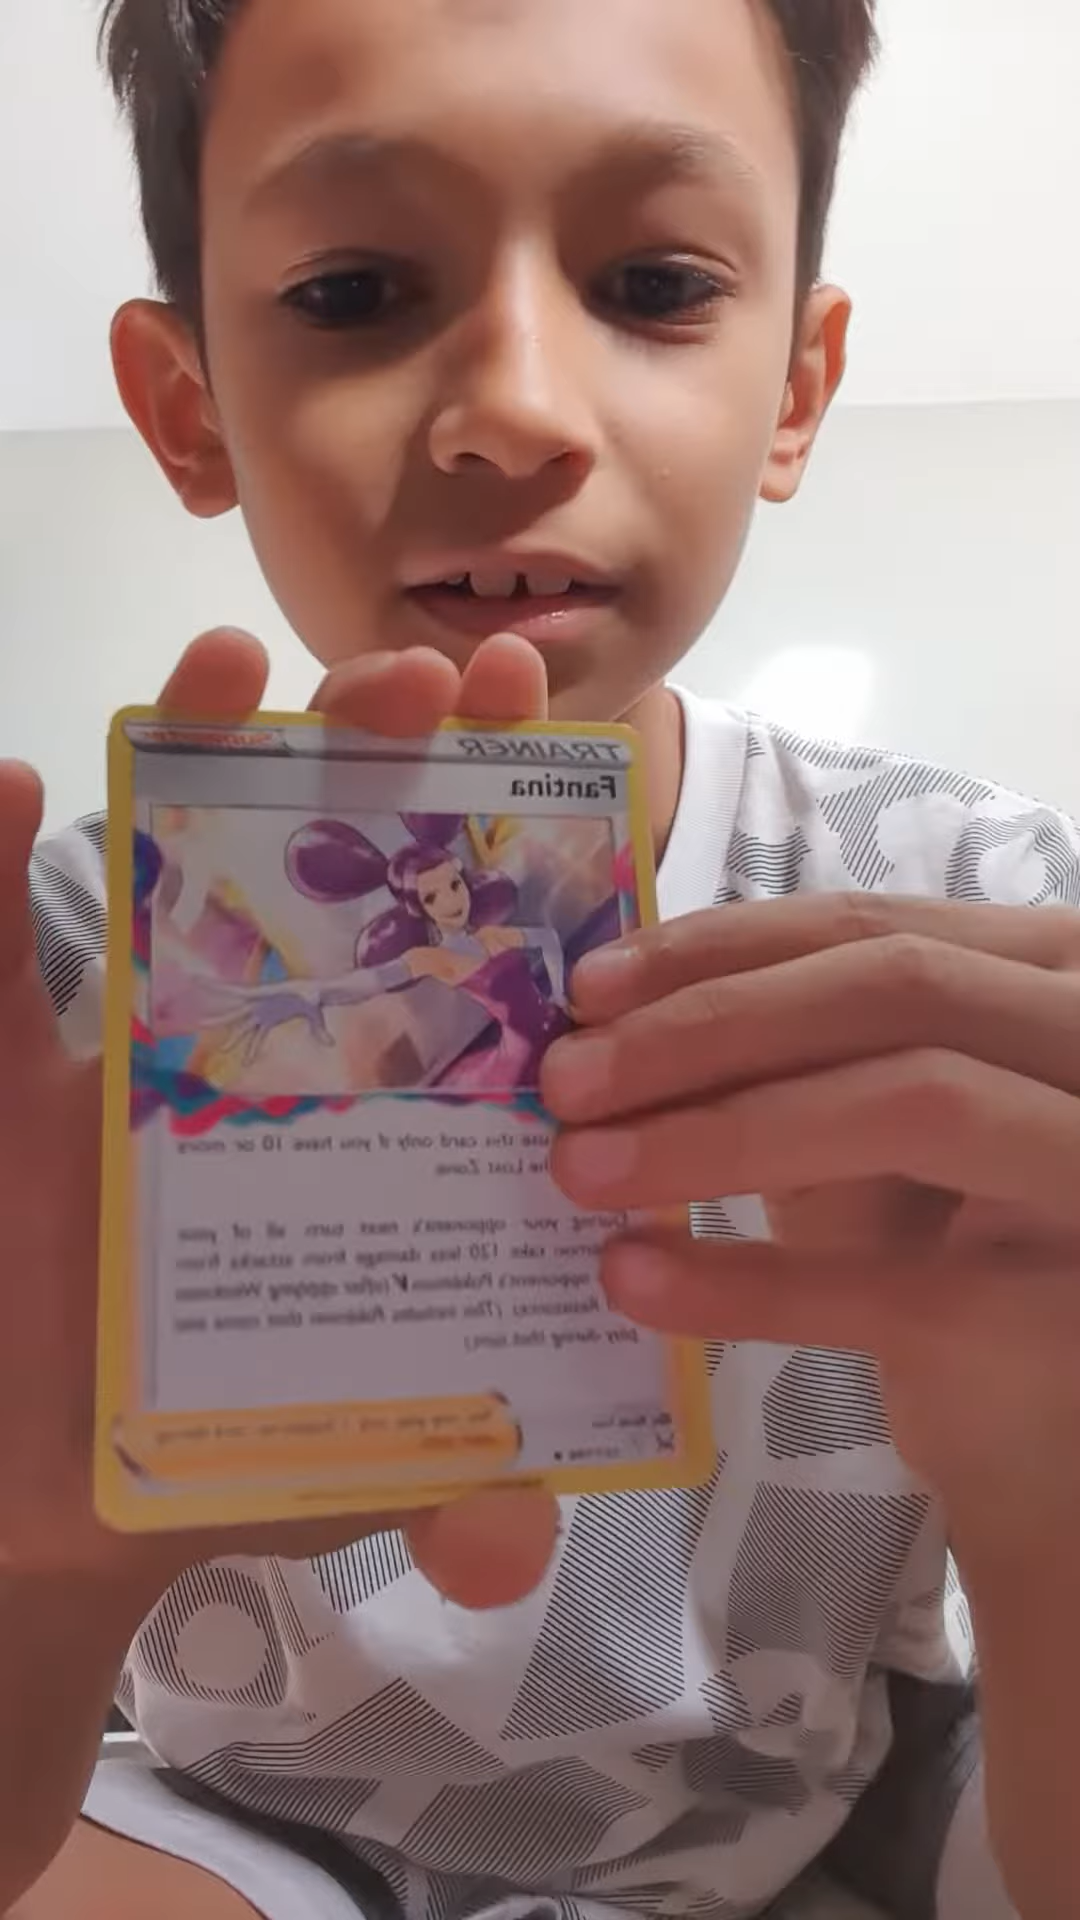 TRAINER Supporter
Fantina
use this card only if you have 10 or more
the Lost Zone.
During your opponent's next turn, all of your
take 120 less damage from attacks from
opponent's Pokémon V (after applying Weakness
Resistance). (This includes Pokémon that come into
play during that turn.)